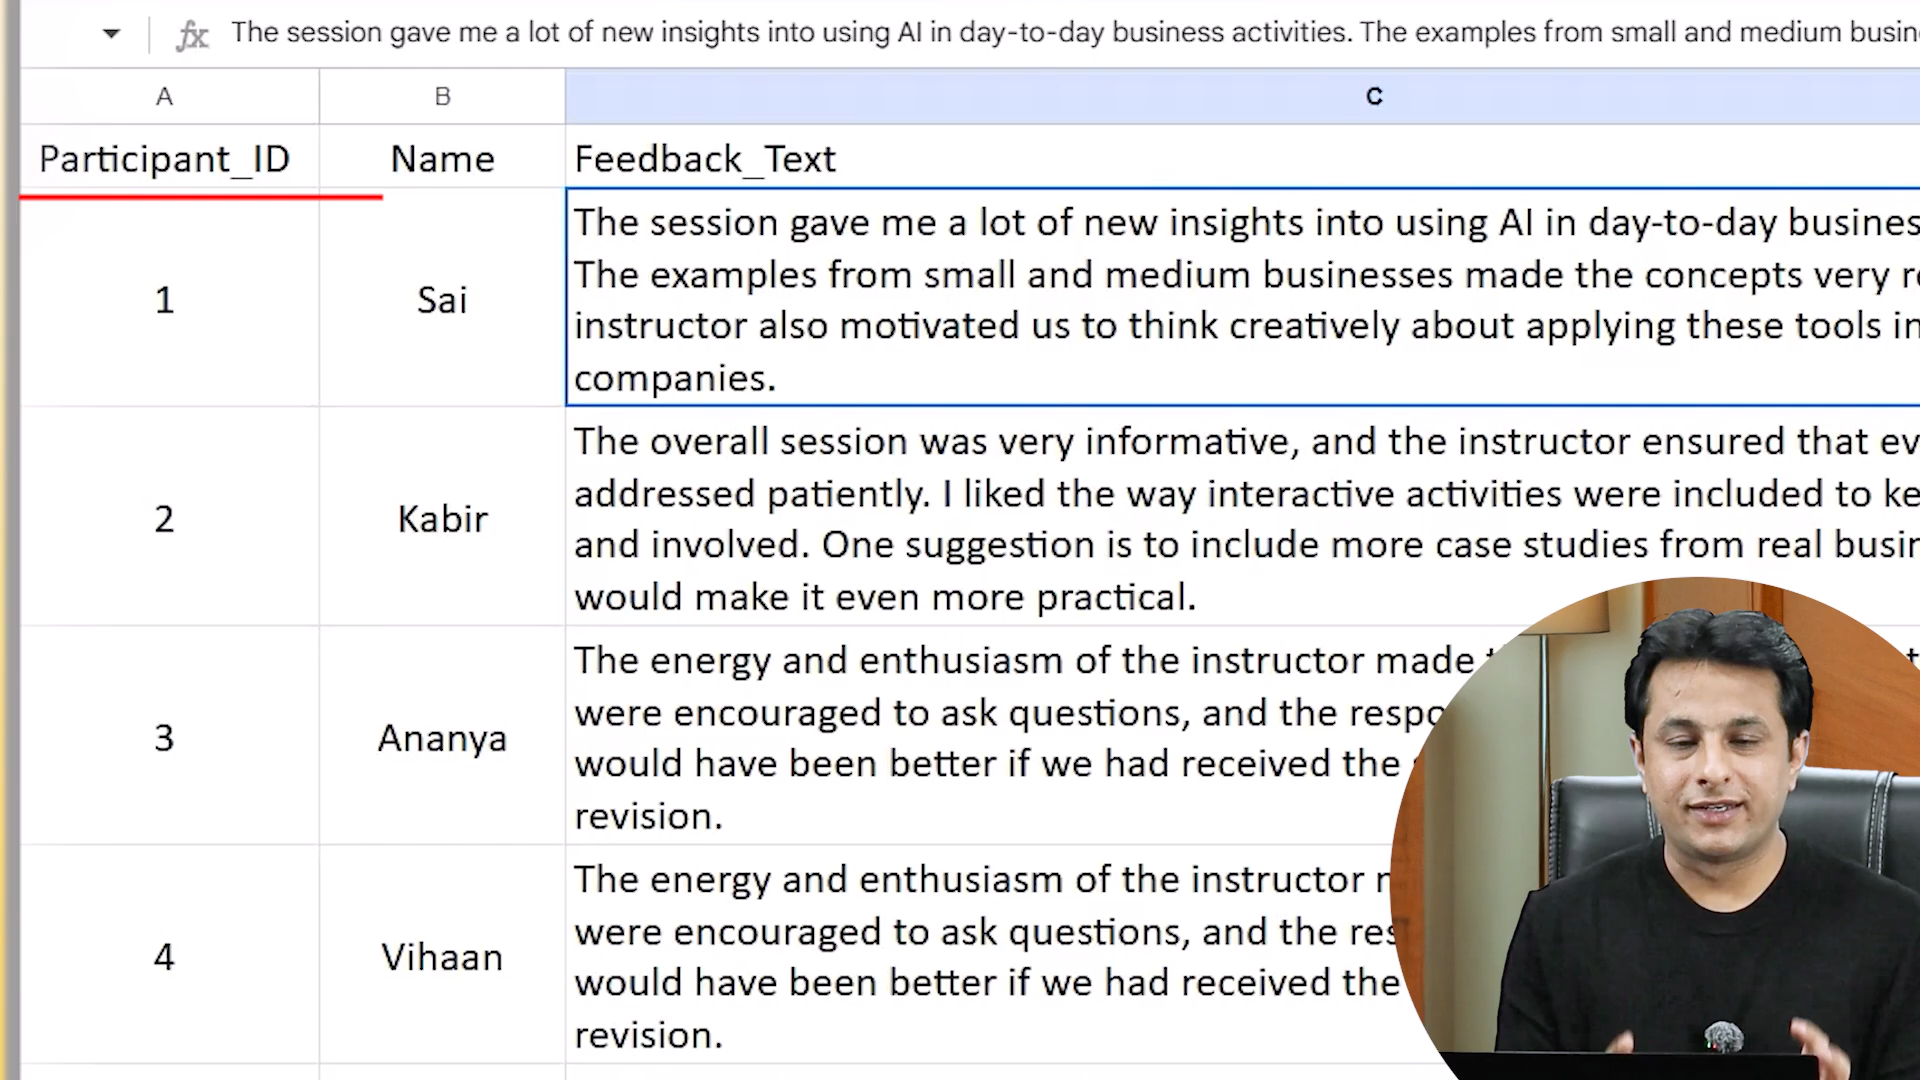 fx The session gave me a lot of new insights into using AI in day-to-day business activities. The examples from small and medium
A B C
Participant_ID Name Feedback_Text
1 Sai
The session gave me a lot of new insights into using AI in day-to-day business
The examples from small and medium businesses made the concepts very
instructor also motivated us to think creatively about applying these tools in
companies.
2 Kabir
The overall session was very informative, and the instructor ensured that
addressed patiently. I liked the way interactive activities were included to
and involved. One suggestion is to include more case studies from real
would make it even more practical.
3 Ananya
The energy and enthusiasm of the instructor made
were encouraged to ask questions, and the
would have been better if we had received the
revision.
4 Vihaan
The energy and enthusiasm of the instructor
were encouraged to ask questions, and the
would have been better if we had received the
revision.